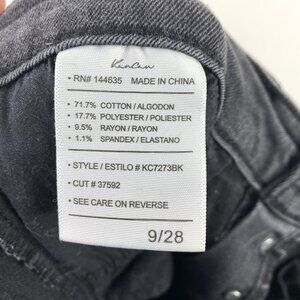 KanCan
• RN# 144635 MADE IN CHINA
• 71.7% COTTON / ALGODON
• 17.7% POLYESTER / POLIESTER
• 9.5% RAYON / RAYON
• 1.1% SPANDEX / ELASTANO
• STYLE / ESTILO # KC7273BK
• CUT # 37592
• SEE CARE ON REVERSE
9/28